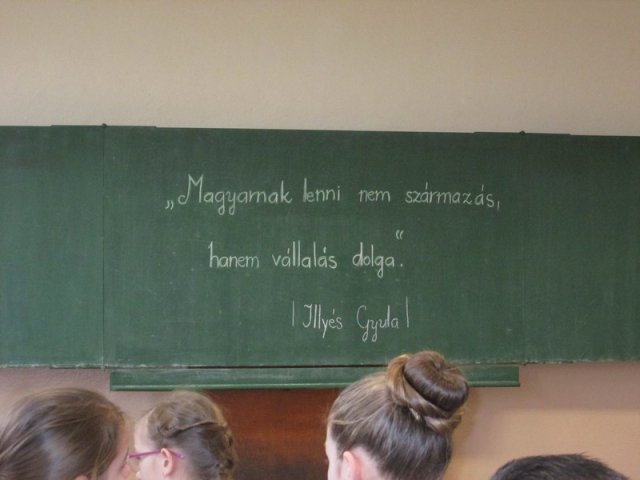 „Magyarnak lenni nem származás,
hanem vállalás dolga.”
|Illyés Gyula|